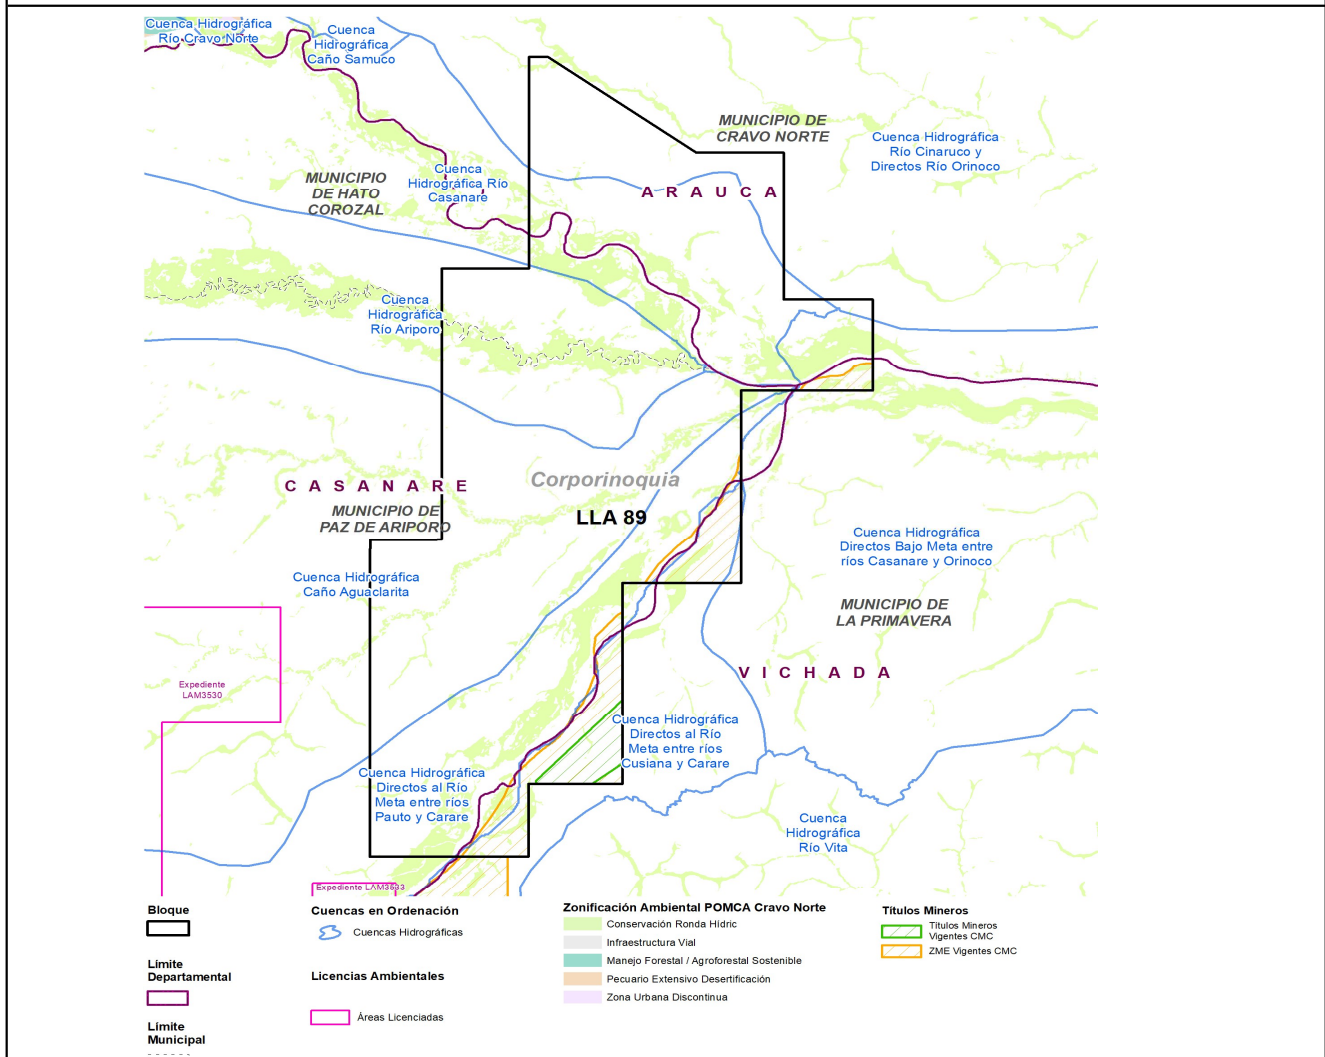 Cuenca Hidrográfica
Río Cravo Norte
Cuenca
Hidrográfica
Caño Samuco
MUNICIPIO DE
CRAVO NORTE
Cuenca Hidrográfica
Río Cinaruco y
Directos Río Orinoco
MUNICIPIO
DE HATO
COROZAL
Cuenca
Hidrográfica Río
Casanare
ARAUCA
Cuenca
Hidrográfica
Río Ariporo
Corporinoquia
CASANARE
MUNICIPIO DE
PAZ DE ARIPORO
LLA 89
Cuenca Hidrográfica
Directos Bajo Meta entre
ríos Casanare y Orinoco
Cuenca Hidrográfica
Caño Aguaclarita
MUNICIPIO DE
LA PRIMAVERA
VICHADA
Expediente
LAM3530
Cuenca Hidrográfica
Directos al Río
Meta entre ríos
Cusiana y Carare
Cuenca Hidrográfica
Directos al Río
Meta entre ríos
Pauto y Carare
Cuenca
Hidrográfica
Río Vita
Expediente LAM3633
Bloque
Límite
Departamental
Límite
Municipal
Cuencas en Ordenación
Cuencas Hidrográficas
Licencias Ambientales
Áreas Licenciadas
Zonificación Ambiental POMCA Cravo Norte
Conservación Ronda Hídric
Infraestructura Vial
Manejo Forestal / Agroforestal Sostenible
Pecuario Extensivo Desertificación
Zona Urbana Discontinua
Títulos Mineros
Títulos Mineros
Vigentes CMC
ZME Vigentes CMC